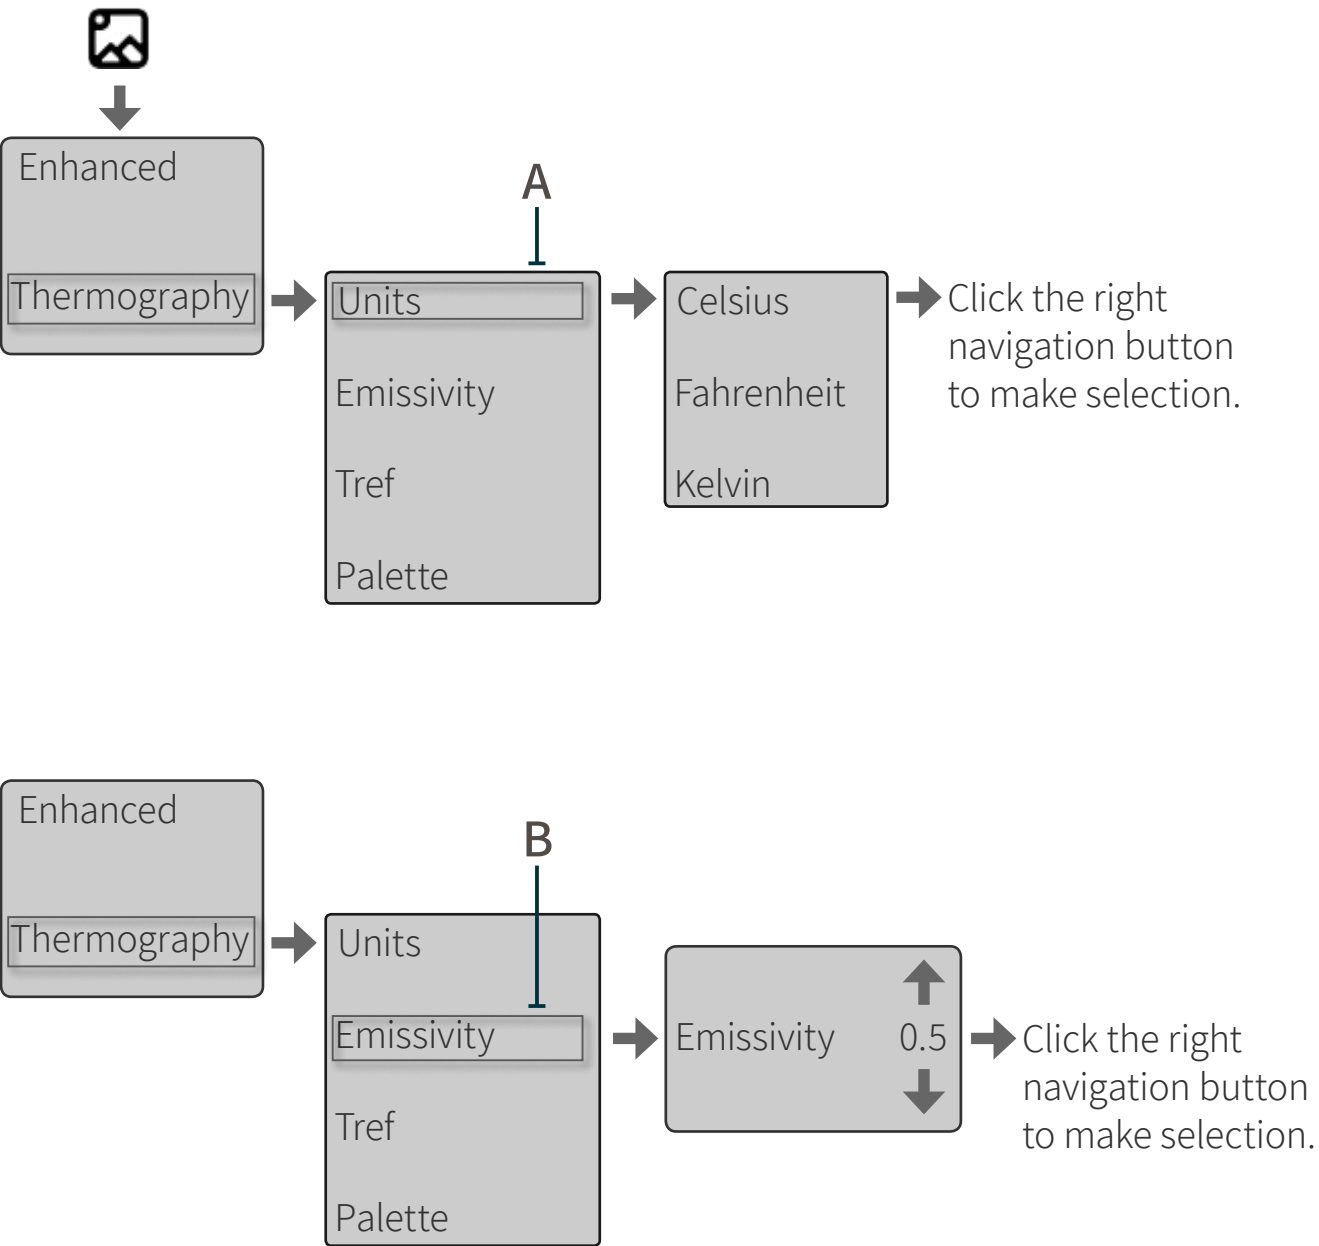 Enhanced
Thermography
A
Units
Emissivity
Tref
Palette
Celsius
Fahrenheit
Kelvin
Click the right
navigation button
to make selection.
Enhanced
Thermography
B
Units
Emissivity
Tref
Palette
Emissivity 0.5
Click the right
navigation button
to make selection.